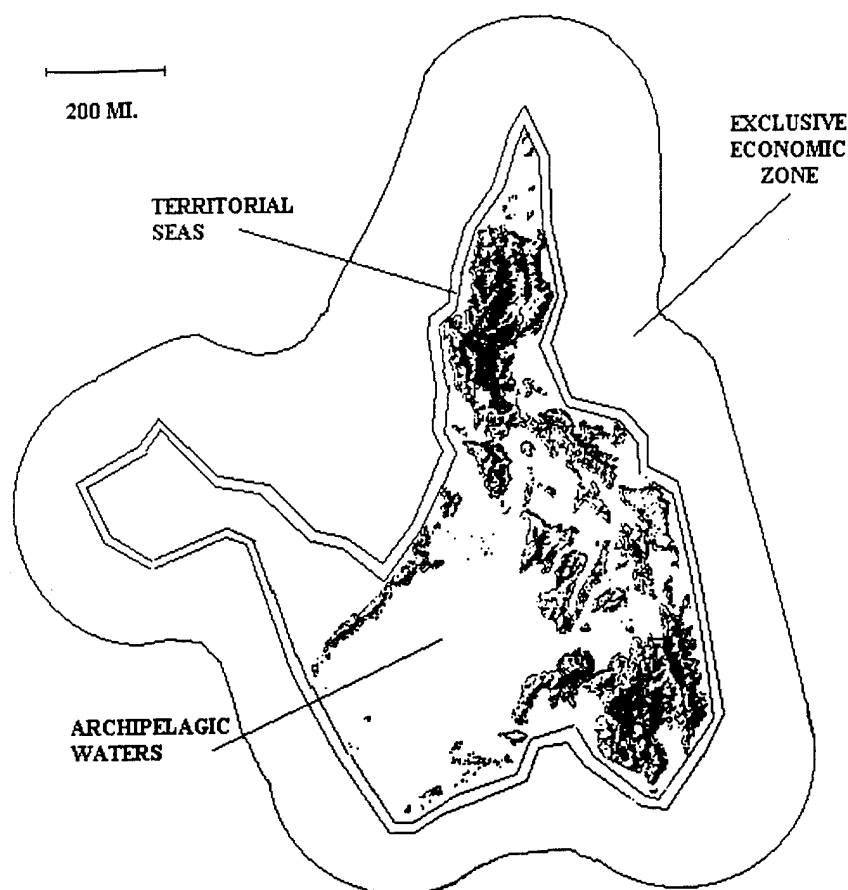 200 MI.
EXCLUSIVE
ECONOMIC
ZONE
TERRITORIAL
SEAS
ARCHIPELAGIC
WATERS